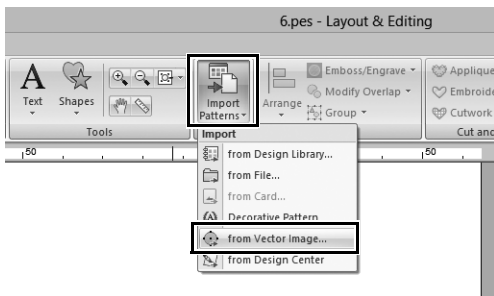 6.pes - Layout & Editing
Text
Shapes
Import
Patterns
Arrange
Emboss/Engrave
Modify Overlap
Group
Applique
Embroide
Cutwork
Tools
Cut and
Import
50
50
from Design Library...
from File...
from Card...
Decorative Pattern
from Vector Image...
from Design Center